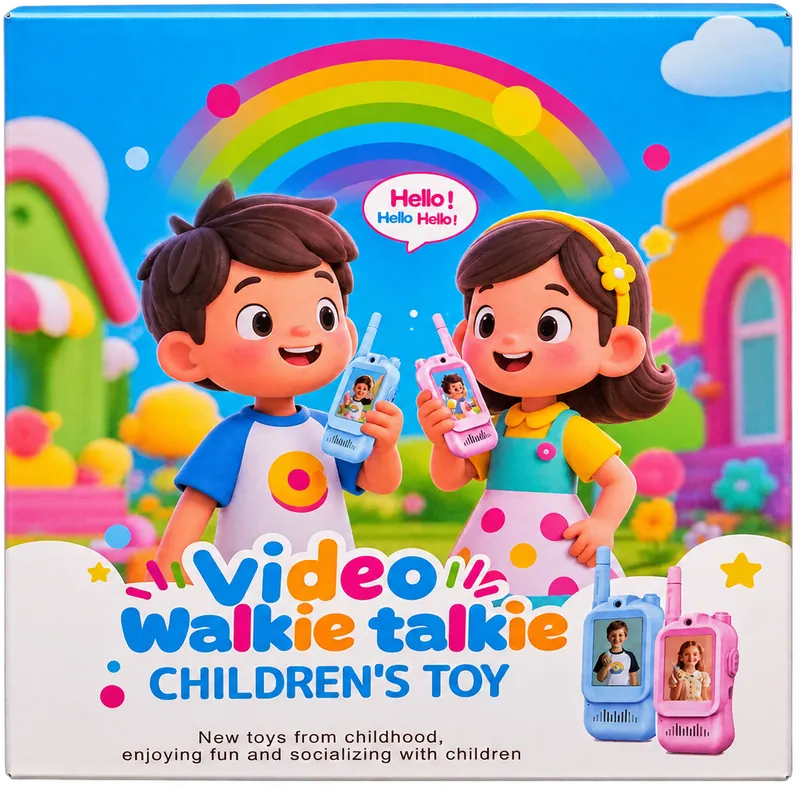 Hello!
Hello Hello!
Video
Walkie talkie
CHILDREN'S TOY
New toys from childhood,
enjoying fun and socializing with children